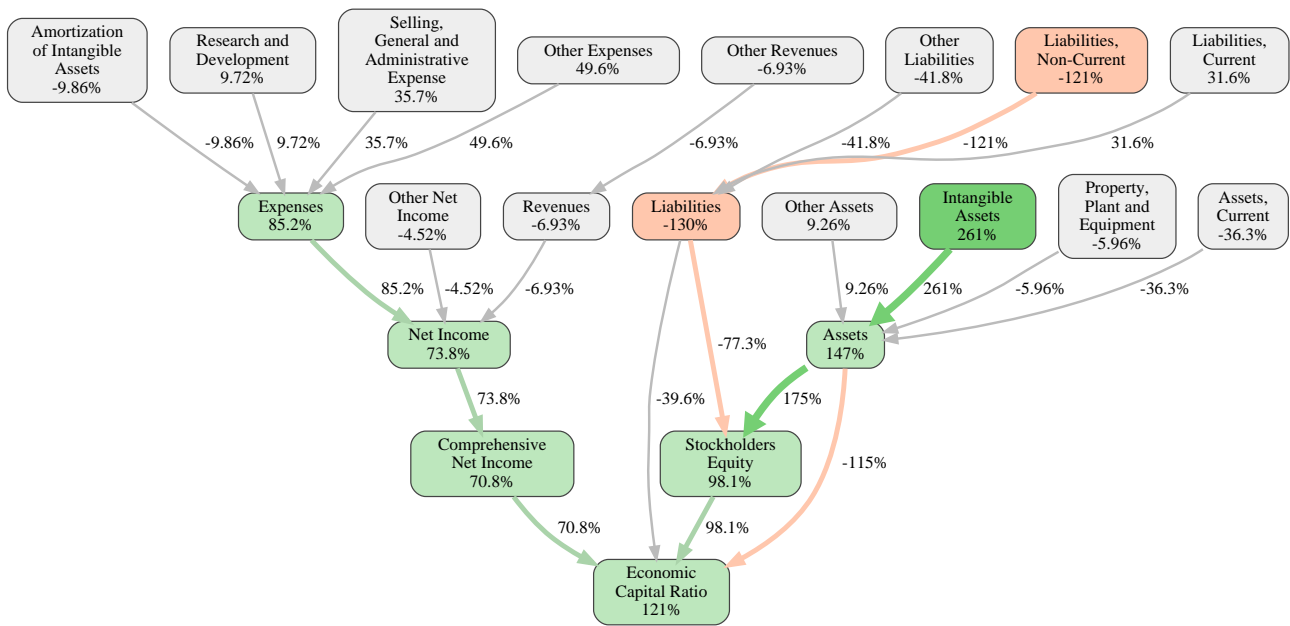 Amortization
of Intangible
Assets
-9.86%
Research and
Development
9.72%
Selling,
General and
Administrative
Expense
35.7%
Other Expenses
49.6%
Other Revenues
-6.93%
Other
Liabilities
-41.8%
Liabilities,
Non-Current
-121%
Liabilities,
Current
31.6%
-9.86%
9.72%
35.7%
49.6%
-6.93%
-41.8%
-121%
31.6%
Expenses
85.2%
Other Net
Income
-4.52%
Revenues
-6.93%
Liabilities
-130%
Other Assets
9.26%
Intangible
Assets
261%
Property,
Plant and
Equipment
-5.96%
Assets,
Current
-36.3%
85.2%
-4.52%
-6.93%
9.26%
261%
-5.96%
-36.3%
Net Income
73.8%
-77.3%
Assets
147%
73.8%
-39.6%
175%
Comprehensive
Net Income
70.8%
Stockholders
Equity
98.1%
-115%
70.8%
98.1%
Economic
Capital Ratio
121%